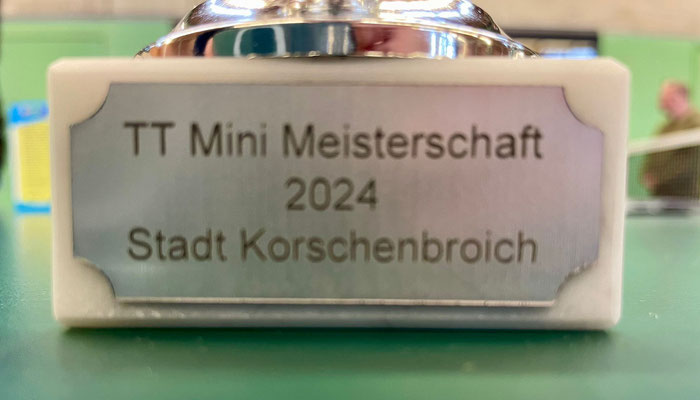 TT Mini Meisterschaft
2024
Stadt Korschenbroich